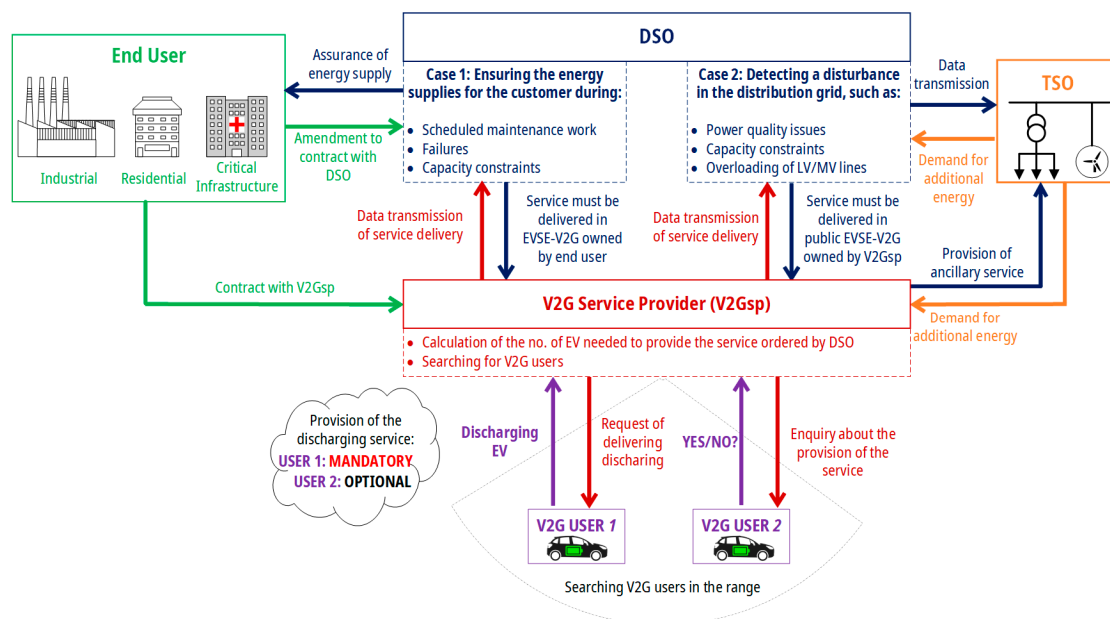 End User
Industrial
Residential
Critical
Infrastructure
Assurance of
energy supply
Amendment to
contract with
DSO
DSO
Case 1: Ensuring the energy
supplies for the customer during:
• Scheduled maintenance work
• Failures
• Capacity constraints
Case 2: Detecting a disturbance
in the distribution grid, such as:
• Power quality issues
• Capacity constraints
• Overloading of LV/MV lines
Data
transmission
Demand for
additional
energy
TSO
Data transmission
of service delivery
Service must be
delivered in
EVSE-V2G owned
by end user
Data transmission
of service delivery
Service must be
delivered in
public EVSE-V2G
owned by V2Gsp
Provision of
ancillary service
Contract with V2Gsp
Demand for
additional energy
V2G Service Provider (V2Gsp)
• Calculation of the no. of EV needed to provide the service ordered by DSO
• Searching for V2G users
Provision of the
discharging service:
USER 1: MANDATORY
USER 2: OPTIONAL
Discharging
EV
Request of
delivering
discharing
YES/NO?
Enquiry about the
provision of the
service
V2G USER 1
V2G USER 2
Searching V2G users in the range